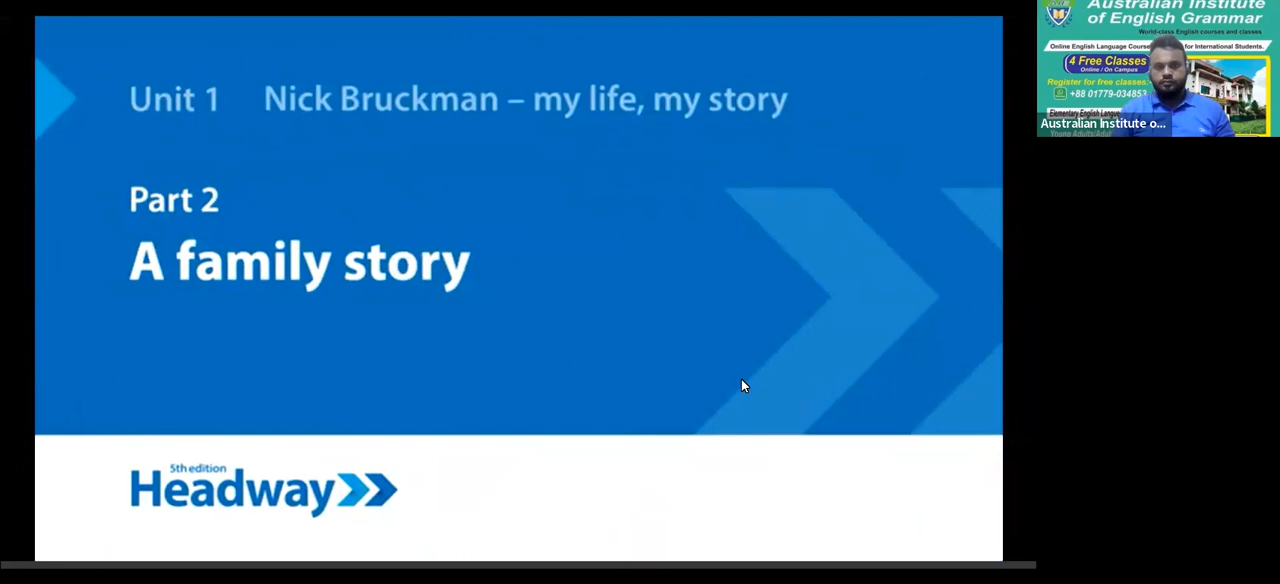 Unit 1 Nick Bruckman – my life, my story
Part 2
A family story
5th edition
Headway
Australian Institute
of English Grammar
World-class English courses and classes
Online English Language Course for International Students.
4 Free Classes
Online / On Campus
Register for free classes:
+88 01779-034853
Elementary English
Australian Institute o...